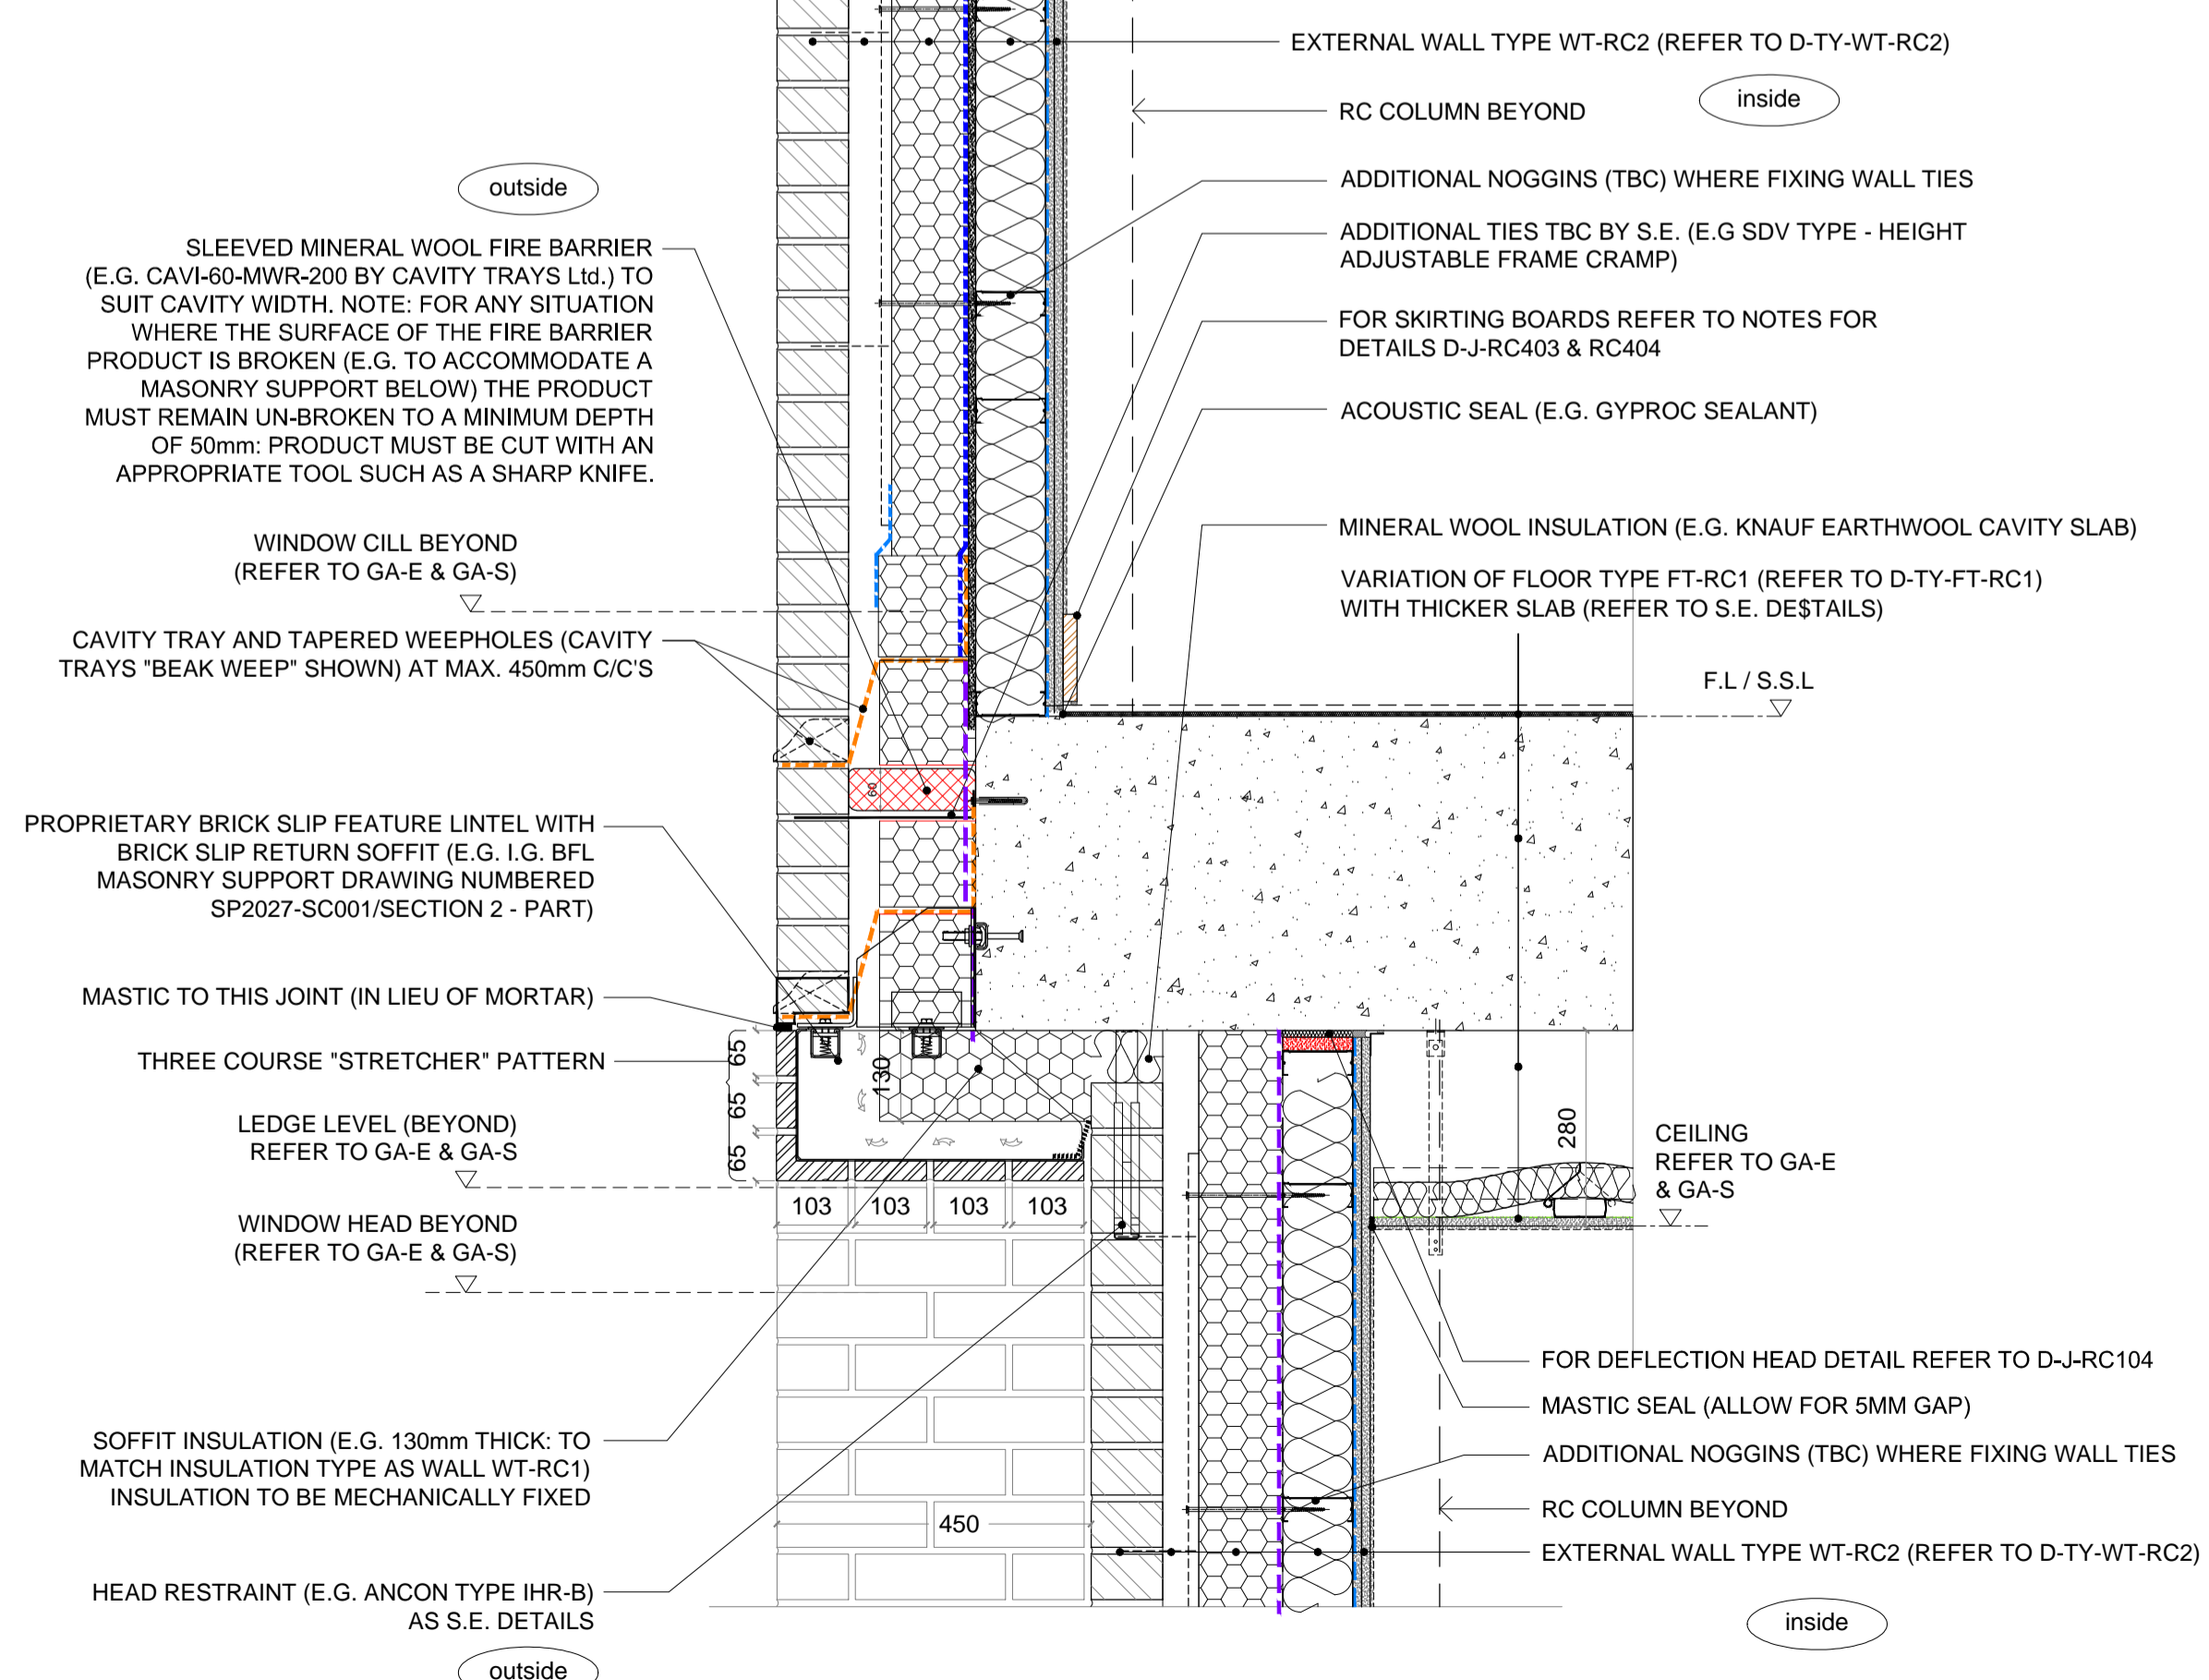 EXTERNAL WALL TYPE WT-RC2 (REFER TO D-TY-WT-RC2)
inside
RC COLUMN BEYOND
ADDITIONAL NOGGINS (TBC) WHERE FIXING WALL TIES
ADDITIONAL TIES TBC BY S.E. (E.G SDV TYPE - HEIGHT
ADJUSTABLE FRAME CRAMP)
FOR SKIRTING BOARDS REFER TO NOTES FOR
DETAILS D-J-RC403 & RC404
ACOUSTIC SEAL (E.G. GYPROC SEALANT)
MINERAL WOOL INSULATION (E.G. KNAUF EARTHWOOL CAVITY SLAB)
VARIATION OF FLOOR TYPE FT-RC1 (REFER TO D-TY-FT-RC1)
WITH THICKER SLAB (REFER TO S.E. DE$TAILS)
F.L / S.S.L
outside
SLEEVED MINERAL WOOL FIRE BARRIER
(E.G. CAVI-60-MWR-200 BY CAVITY TRAYS Ltd.) TO
SUIT CAVITY WIDTH. NOTE: FOR ANY SITUATION
WHERE THE SURFACE OF THE FIRE BARRIER
PRODUCT IS BROKEN (E.G. TO ACCOMMODATE A
MASONRY SUPPORT BELOW) THE PRODUCT
MUST REMAIN UN-BROKEN TO A MINIMUM DEPTH
OF 50mm: PRODUCT MUST BE CUT WITH AN
APPROPRIATE TOOL SUCH AS A SHARP KNIFE.
WINDOW CILL BEYOND
(REFER TO GA-E & GA-S)
CAVITY TRAY AND TAPERED WEEPHOLES (CAVITY
TRAYS "BEAK WEEP" SHOWN) AT MAX. 450mm C/C'S
60
PROPRIETARY BRICK SLIP FEATURE LINTEL WITH
BRICK SLIP RETURN SOFFIT (E.G. I.G. BFL
MASONRY SUPPORT DRAWING NUMBERED
SP2027-SC001/SECTION 2 - PART)
MASTIC TO THIS JOINT (IN LIEU OF MORTAR)
THREE COURSE "STRETCHER" PATTERN
65
65
65
130
LEDGE LEVEL (BEYOND)
REFER TO GA-E & GA-S
103
103
103
103
WINDOW HEAD BEYOND
(REFER TO GA-E & GA-S)
280
CEILING
REFER TO GA-E
& GA-S
SOFFIT INSULATION (E.G. 130mm THICK: TO
MATCH INSULATION TYPE AS WALL WT-RC1)
INSULATION TO BE MECHANICALLY FIXED
450
HEAD RESTRAINT (E.G. ANCON TYPE IHR-B)
AS S.E. DETAILS
outside
FOR DEFLECTION HEAD DETAIL REFER TO D-J-RC104
MASTIC SEAL (ALLOW FOR 5MM GAP)
ADDITIONAL NOGGINS (TBC) WHERE FIXING WALL TIES
RC COLUMN BEYOND
EXTERNAL WALL TYPE WT-RC2 (REFER TO D-TY-WT-RC2)
inside